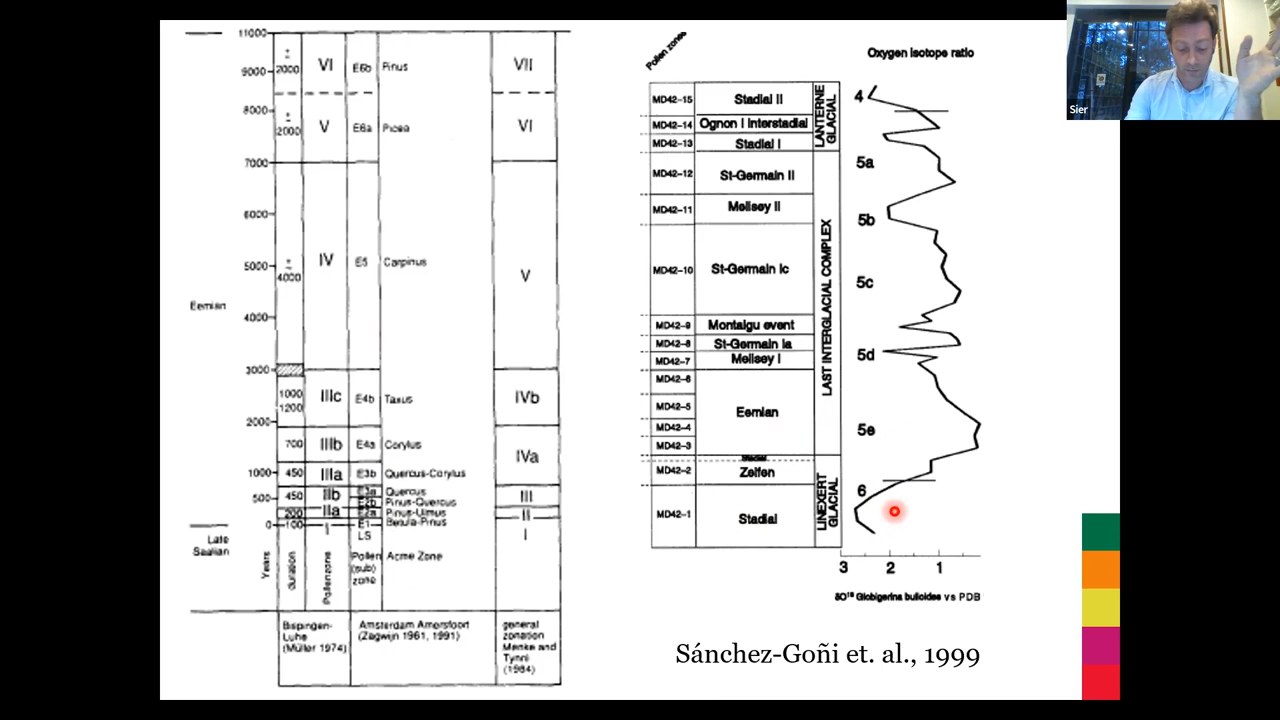 11000
± 2000
9000
VI
E6b
Pinus
VII
8000
± 2000
V
E6a
Picea
VI
7000
6000
5000
± 4000
IV
E5
Carpinus
V
Eemian
4000
3000
1000
1200
IIIc
E4b
Taxus
IVb
2000
700
IIIb
E4a
Corylus
IVa
1000
450
IIIa
E3b
Quercus-Corylus
500
450
IIb
E3a
Quercus
III
Pinus-Quercus
200
IIa
E2a
Pinus-Ulmus
II
0
100
I
E1
Betula-Pinus
LS
I
Late
Saalian
Years
duration
Pollenzone
Pollen
(sub)
zone
Acme Zone
Bispingen-
Luhe
(Müller 1974)
Amsterdam Amersfoort
(Zagwijn 1961, 1991)
general
zonation
Menke and
Tynni
(1984)
Pollen zones
Oxygen isotope ratio
MD42-15
Stadial II
MD42-14
Ognon I Interstadial
MD42-13
Stadial I
LANTERNE
GLACIAL
MD42-12
St-Germain II
MD42-11
Melisey II
MD42-10
St-Germain Ic
MD42-9
Montaigu event
MD42-8
St-Germain Ia
MD42-7
Melisey I
MD42-6
MD42-5
Eemian
MD42-4
MD42-3
LAST INTERGLACIAL COMPLEX
MD42-2
Zeifen
MD42-1
Stadial
LINEXERT
GLACIAL
4
5a
5b
5c
5d
5e
6
3 2 1
δO¹⁸ Globigerina bulloides vs PDB
Sánchez-Goñi et. al., 1999
Sier